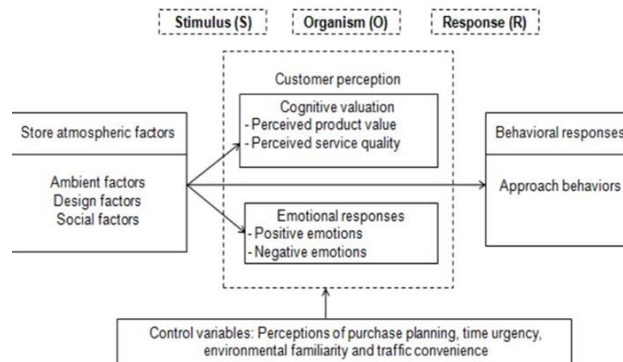 Stimulus (S) Organism (O) Response (R)
Customer perception
Store atmospheric factors
Ambient factors
Design factors
Social factors
Cognitive valuation
- Perceived product value
- Perceived service quality
Emotional responses
- Positive emotions
- Negative emotions
Behavioral responses
Approach behaviors
Control variables: Perceptions of purchase planning, time urgency,
environmental familiarity and traffic convenience